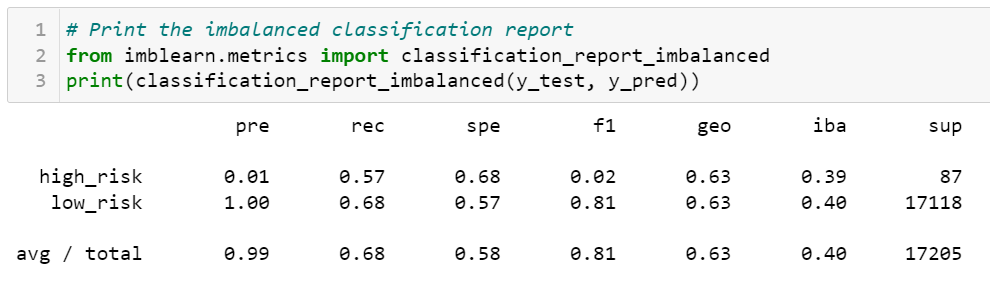 1 # Print the imbalanced classification report
2 from imblearn.metrics import classification_report_imbalanced
3 print(classification_report_imbalanced(y_test, y_pred))
pre rec spe f1 geo iba sup
high_risk 0.01 0.57 0.68 0.02 0.63 0.39 87
low_risk 1.00 0.68 0.57 0.81 0.63 0.40 17118
avg / total 0.99 0.68 0.58 0.81 0.63 0.40 17205